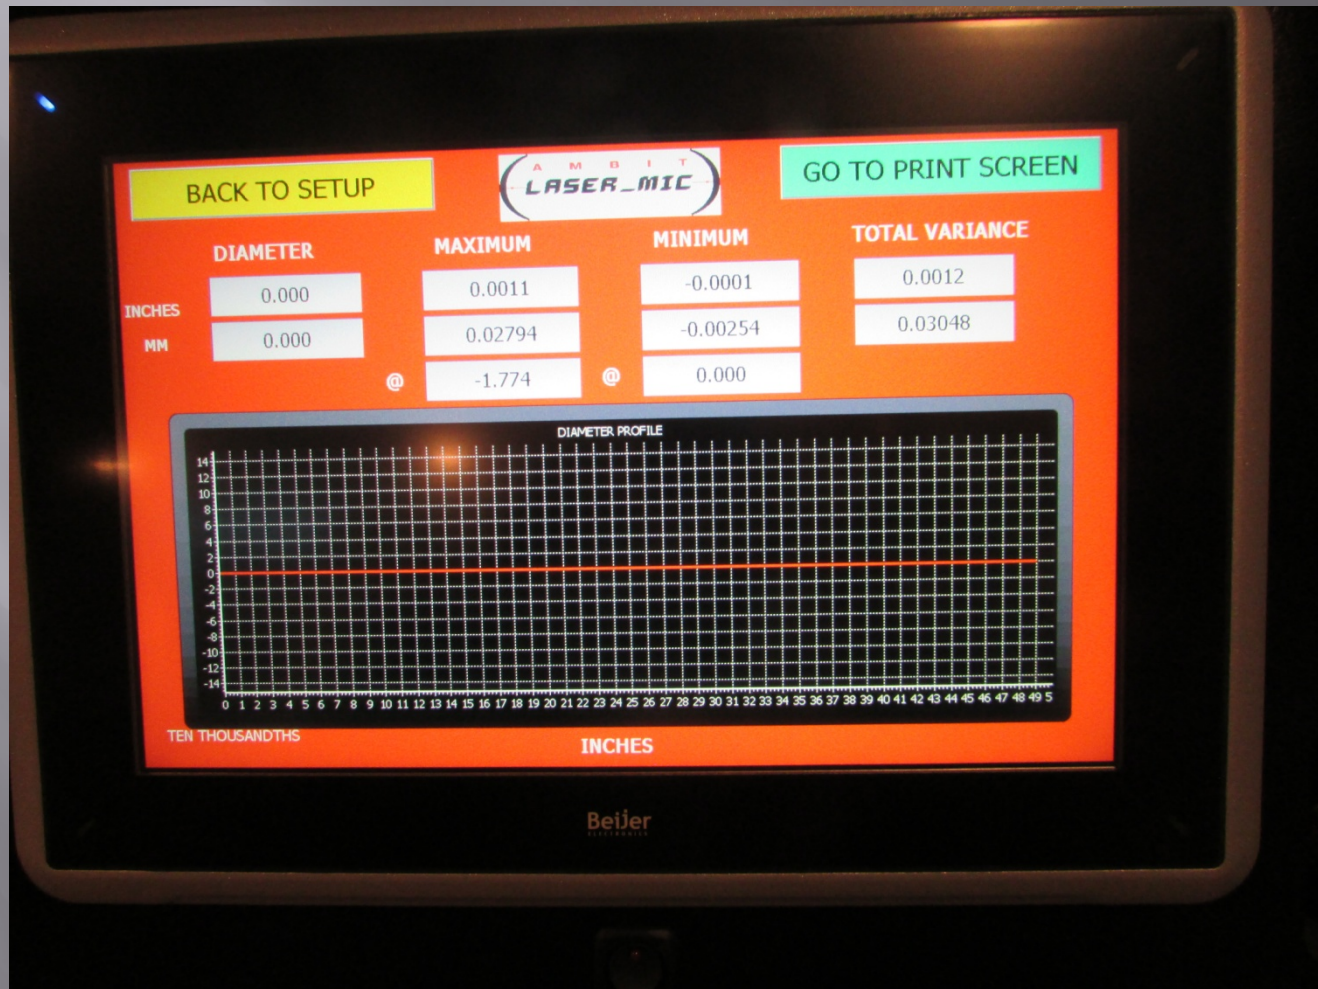 BACK TO SETUP
AMBIT
LASER_MIC
GO TO PRINT SCREEN
DIAMETER MAXIMUM MINIMUM TOTAL VARIANCE
INCHES 0.000 0.0011 -0.0001 0.0012
MM 0.000 0.02794 -0.00254 0.03048
@ -1.774 @ 0.000
DIAMETER PROFILE
14
12
10
8
6
4
2
0
-2
-4
-6
-8
-10
-12
-14
0 1 2 3 4 5 6 7 8 9 10 11 12 13 14 15 16 17 18 19 20 21 22 23 24 25 26 27 28 29 30 31 32 33 34 35 36 37 38 39 40 41 42 43 44 45 46 47 48 49 5
TEN THOUSANDTHS
INCHES
Beijer
ELECTRONICS